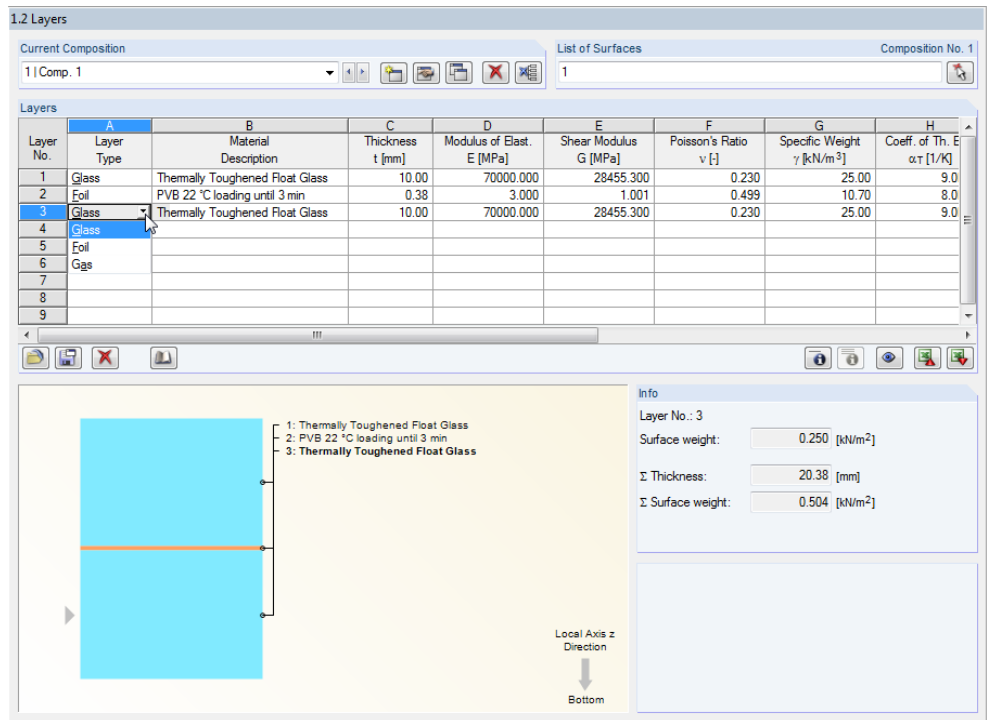 1.2 Layers
Current Composition
List of Surfaces
Composition No. 1
1 | Comp. 1
1
Layers
A B C D E F G H
Layer No. Layer Type Material Description Thickness t [mm] Modulus of Elast. E [MPa] Shear Modulus G [MPa] Poisson's Ratio ν [-] Specific Weight γ [kN/m³] Coeff. of Th. E αT [1/K]
1 Glass Thermally Toughened Float Glass 10.00 70000.000 28455.300 0.230 25.00 9.0
2 Foil PVB 22 °C loading until 3 min 0.38 3.000 1.001 0.499 10.70 8.0
3 Glass Thermally Toughened Float Glass 10.00 70000.000 28455.300 0.230 25.00 9.0
4 Glass
5 Foil
6 Gas
7
8
9
1: Thermally Toughened Float Glass
2: PVB 22 °C loading until 3 min
3: Thermally Toughened Float Glass
Local Axis z
Direction
Bottom
Info
Layer No.: 3
Surface weight: 0.250 [kN/m²]
Σ Thickness: 20.38 [mm]
Σ Surface weight: 0.504 [kN/m²]